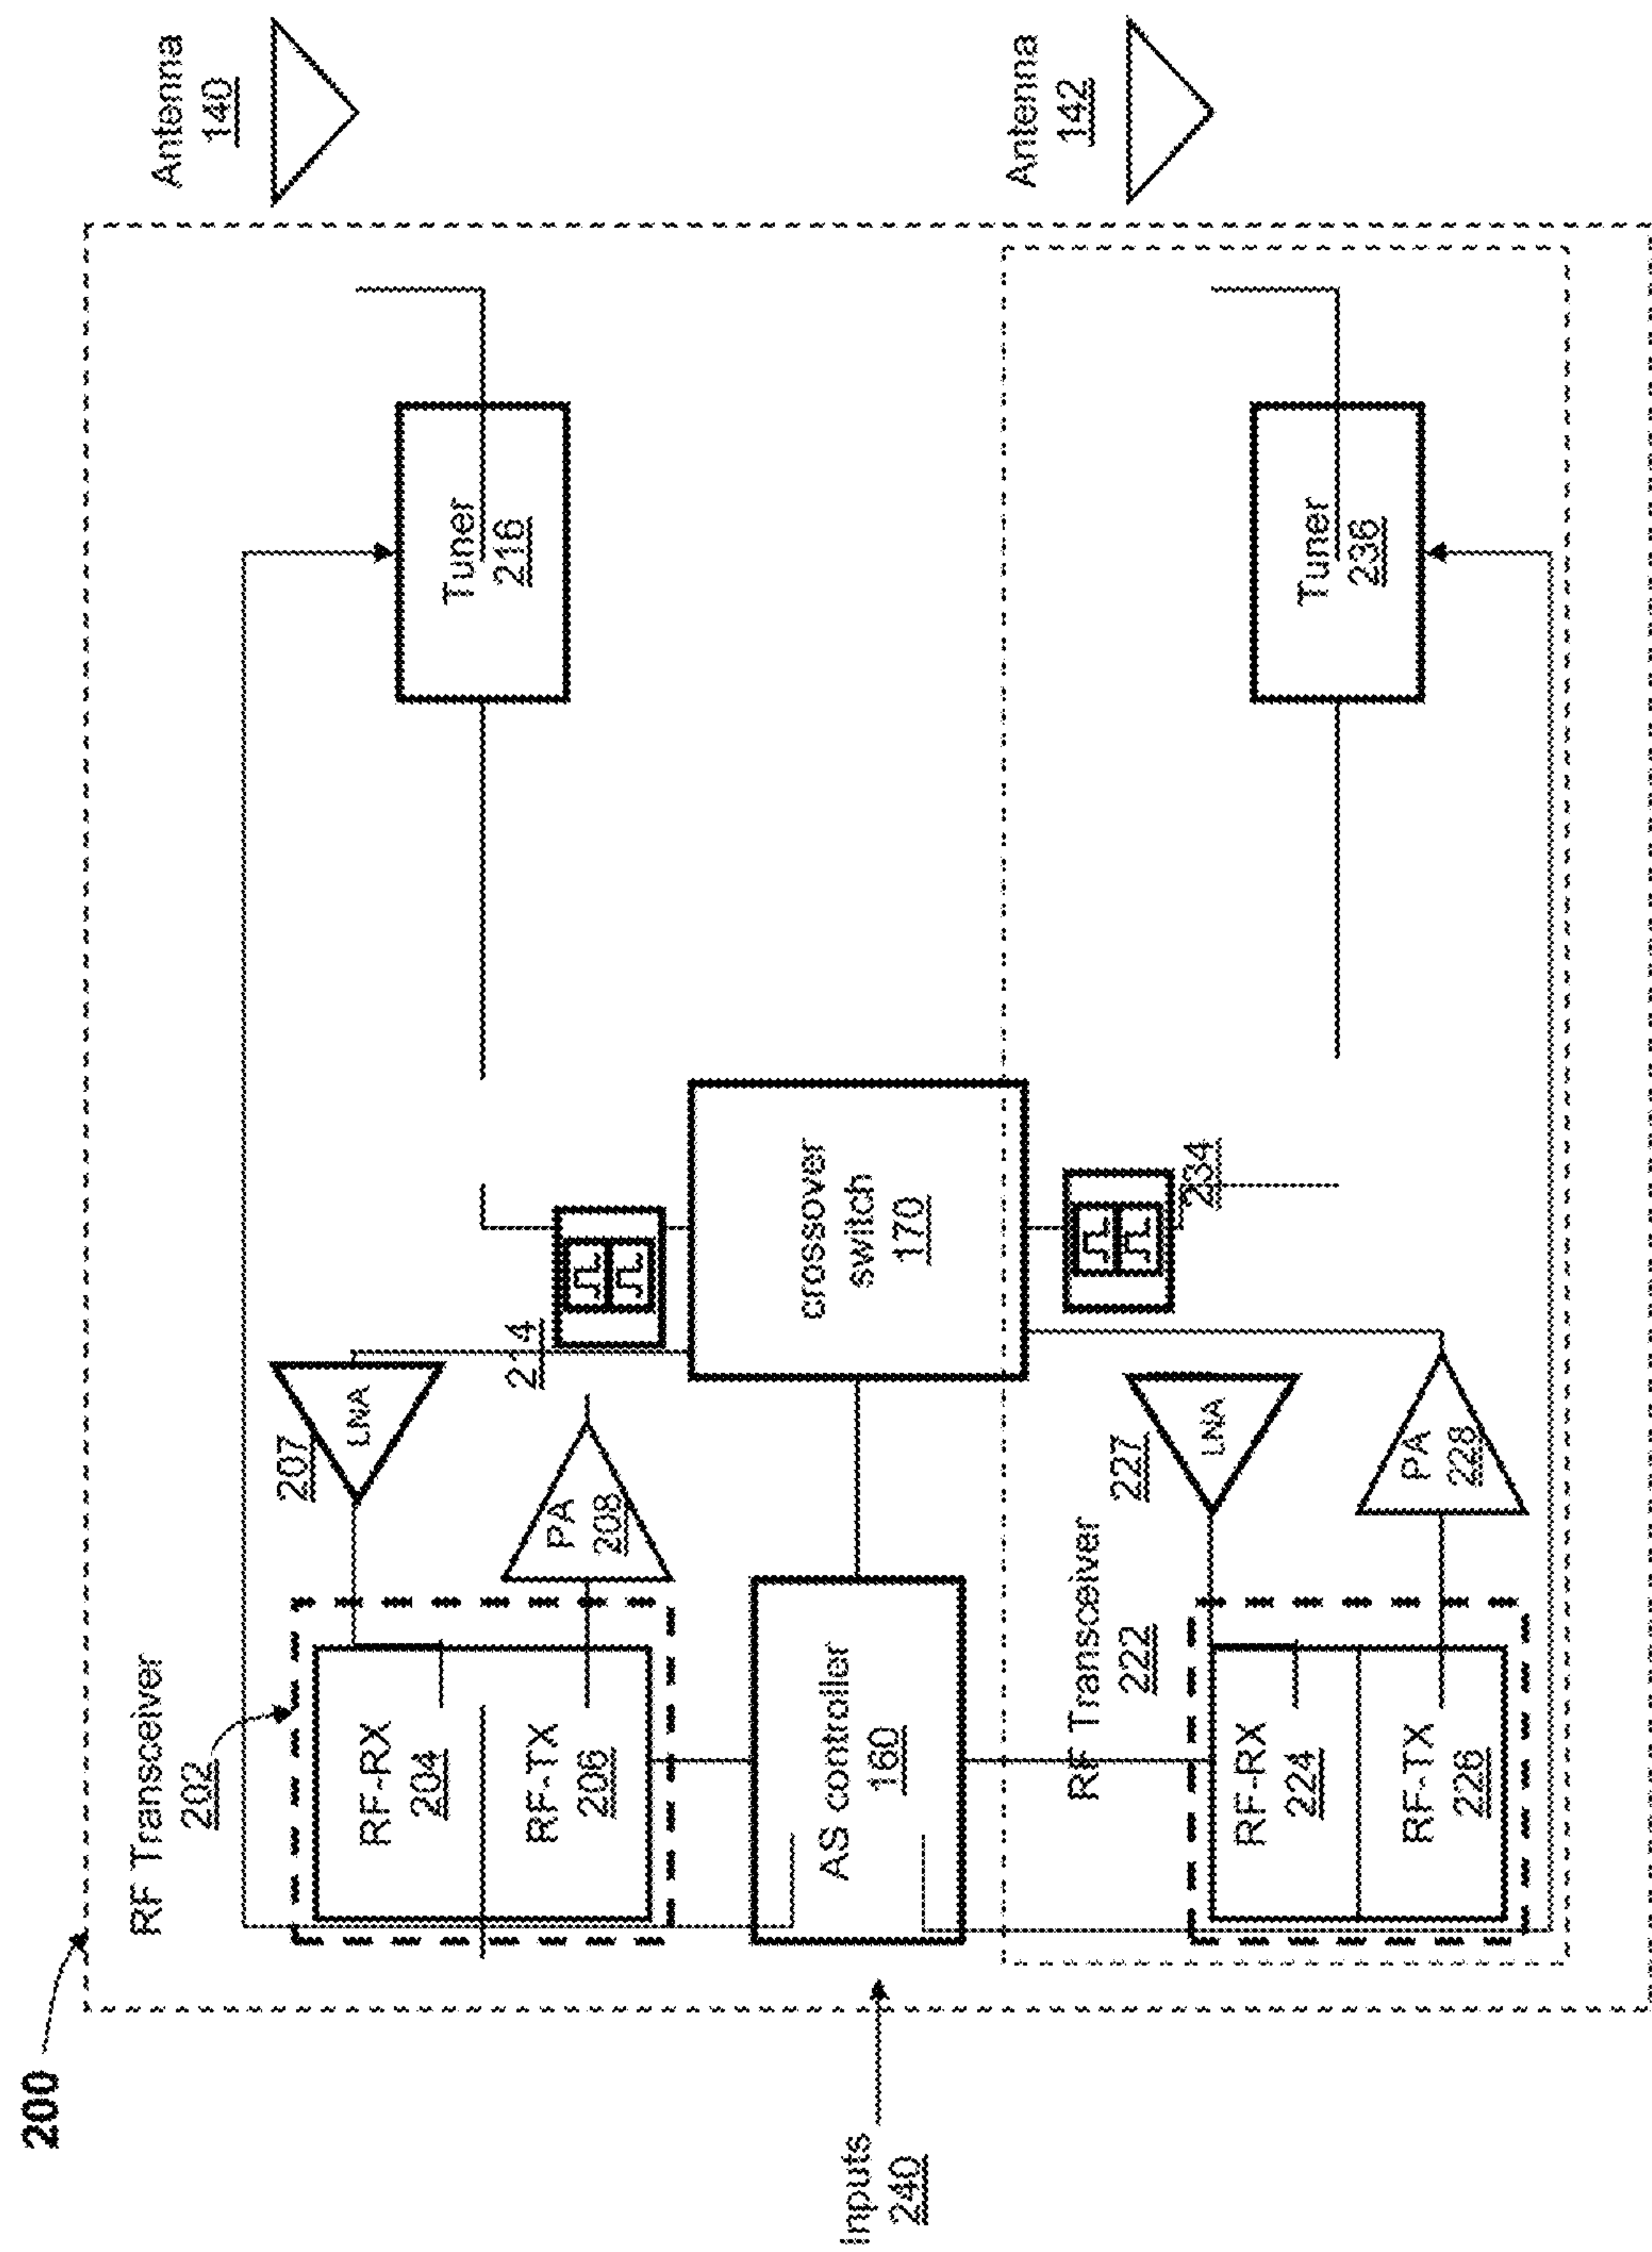 200
RF Transceiver
202
RF-RX
204
RF-TX
206
207
LNA
PA
208
214
Tuner
216
Antenna
140
Inputs
240
AS controller
160
crossover
switch
170
RF Transceiver
222
RF-RX
224
RF-TX
226
227
LNA
PA
228
234
Tuner
236
Antenna
142